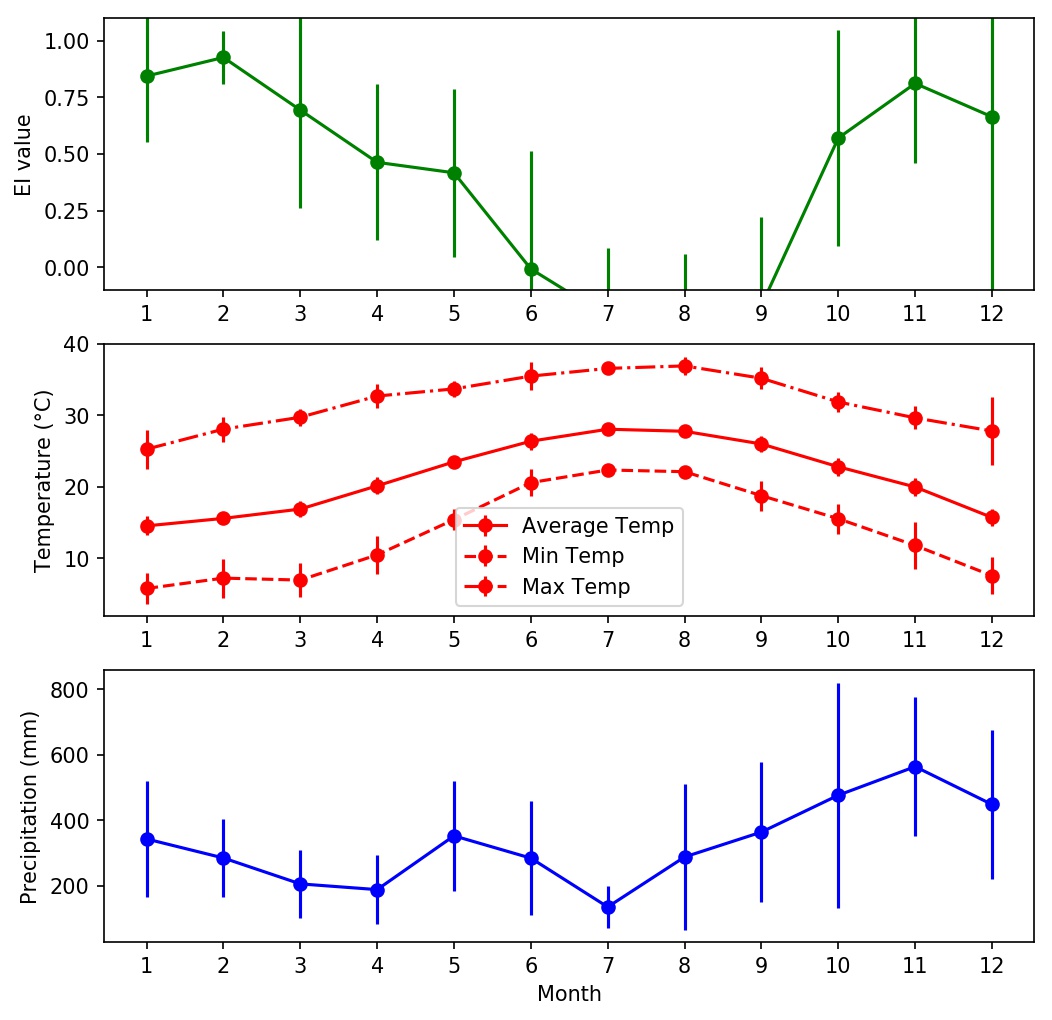 EI value
1.00
0.75
0.50
0.25
0.00
1 2 3 4 5 6 7 8 9 10 11 12
Temperature (°C)
40
30
20
10
Average Temp
Min Temp
Max Temp
1 2 3 4 5 6 7 8 9 10 11 12
Precipitation (mm)
800
600
400
200
1 2 3 4 5 6 7 8 9 10 11 12
Month